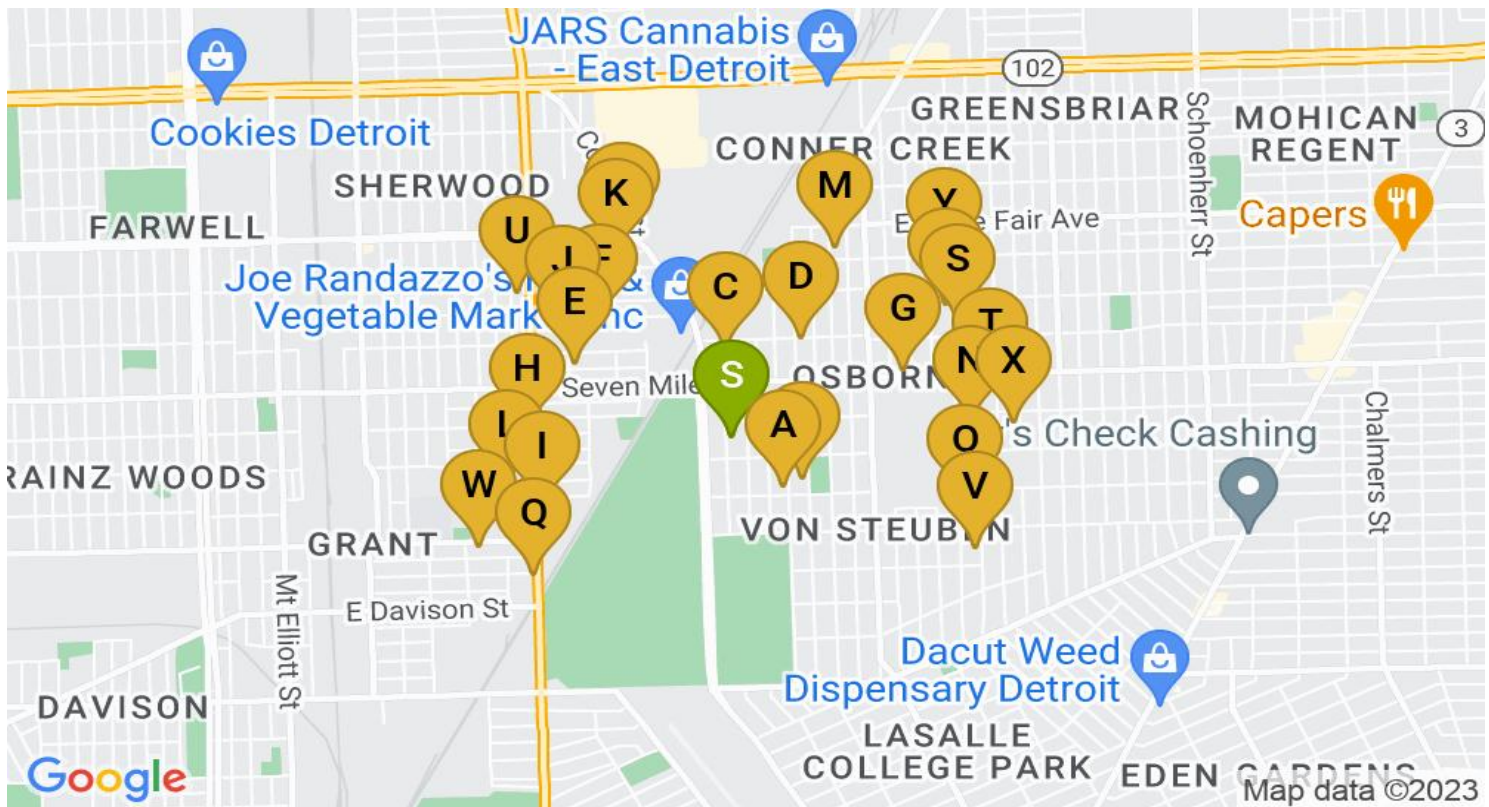 JARS Cannabis
- East Detroit
102
GREENSBRIAR
Schoenherr St
MOHICAN
REGENT
3
Cookies Detroit
CONNER CREEK
SHERWOOD
K
M
Y
Fair Ave
Capers
FARWELL
U
J
F
S
Joe Randazzo's
&
Vegetable
C
D
E
G
T
H
Seven Mile
S
OSBORN
N
X
Chalmers St
A
O
's Check Cashing
L
I
RAINZ WOODS
W
V
Q
VON STEUBEN
GRANT
Mt Elliott St
E Davison St
Dacut Weed
Dispensary Detroit
DAVISON
LASALLE
COLLEGE PARK
EDEN GARDENS
Google
Map data ©2023